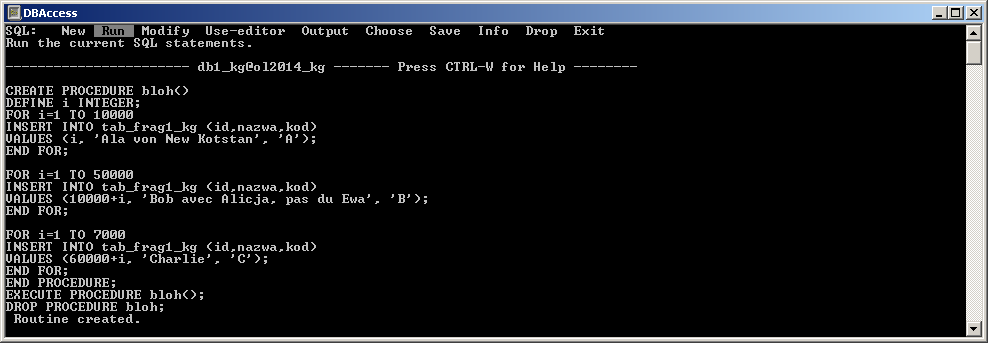 DBAccess
SQL:   New  Run  Modify  Use-editor  Output  Choose  Save  Info  Drop  Exit
Run the current SQL statements.
----------------------- db1_kg@ol2014_kg ------- Press CTRL-W for Help --------
CREATE PROCEDURE bloh()
DEFINE i INTEGER;
FOR i=1 TO 10000
INSERT INTO tab_frag1_kg (id,nazwa,kod)
VALUES (i, 'Ala von New Kotstan', 'A');
END FOR;
FOR i=1 TO 50000
INSERT INTO tab_frag1_kg (id,nazwa,kod)
VALUES (10000+i, 'Bob avec Alicja, pas du Ewa', 'B');
END FOR;
FOR i=1 TO 7000
INSERT INTO tab_frag1_kg (id,nazwa,kod)
VALUES (60000+i, 'Charlie', 'C');
END FOR;
END PROCEDURE;
EXECUTE PROCEDURE bloh();
DROP PROCEDURE bloh;
Routine created.